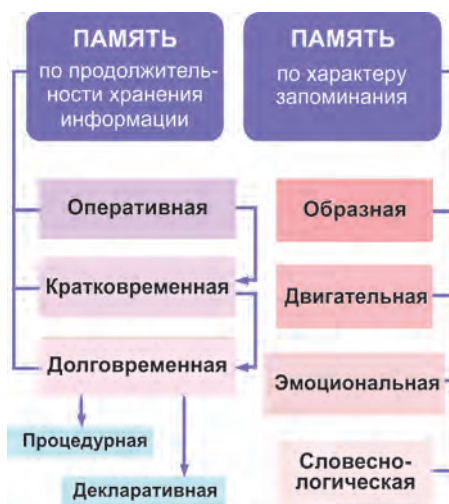 ПАМЯТЬ
по продолжитель-
ности хранения
информации
ПАМЯТЬ
по характеру
запоминания
Оперативная
Кратковременная
Долговременная
Процедурная
Декларативная
Образная
Двигательная
Эмоциональная
Словесно-
логическая